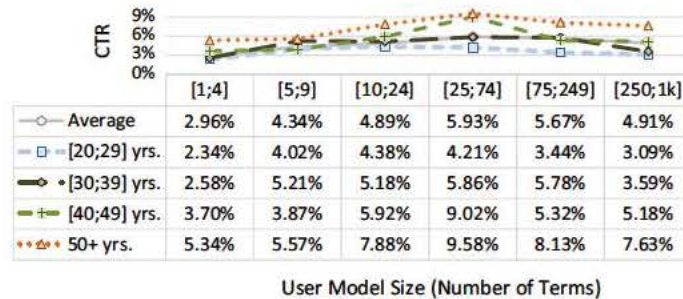 9%
6%
3%
0%
CTR
[1;4] [5;9] [10;24] [25;74] [75;249] [250;1k]
Average 2.96% 4.34% 4.89% 5.93% 5.67% 4.91%
[20;29] yrs. 2.34% 4.02% 4.38% 4.21% 3.44% 3.09%
[30;39] yrs. 2.58% 5.21% 5.18% 5.86% 5.78% 3.59%
[40;49] yrs. 3.70% 3.87% 5.92% 9.02% 5.32% 5.18%
50+ yrs. 5.34% 5.57% 7.88% 9.58% 8.13% 7.63%
User Model Size (Number of Terms)